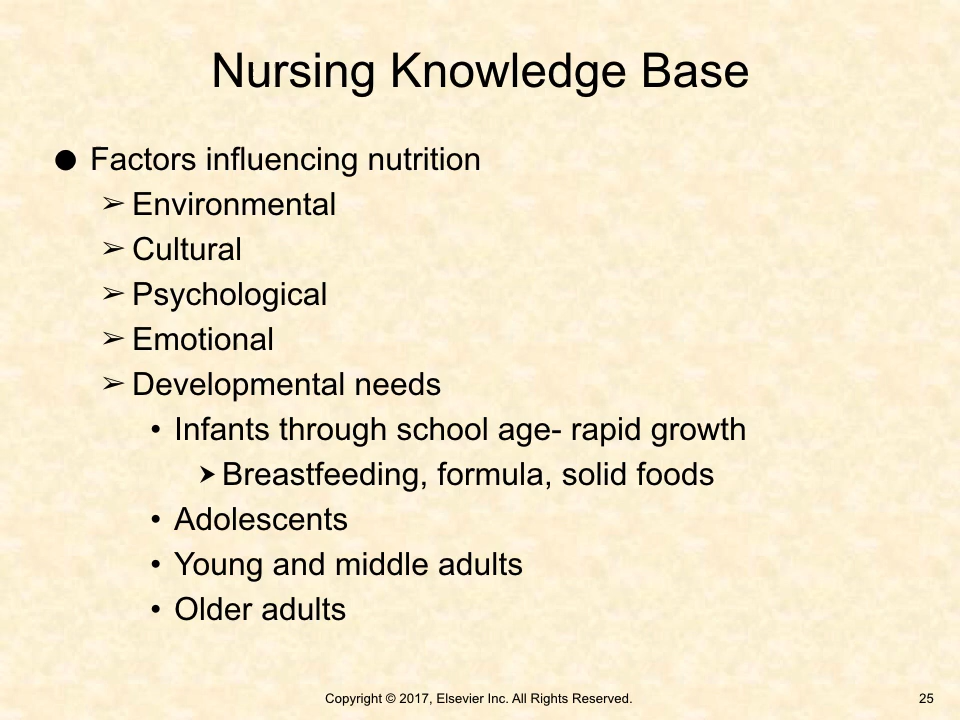 Nursing Knowledge Base
● Factors influencing nutrition
➢ Environmental
➢ Cultural
➢ Psychological
➢ Emotional
➢ Developmental needs
• Infants through school age- rapid growth
➤ Breastfeeding, formula, solid foods
• Adolescents
• Young and middle adults
• Older adults
Copyright © 2017, Elsevier Inc. All Rights Reserved.
25